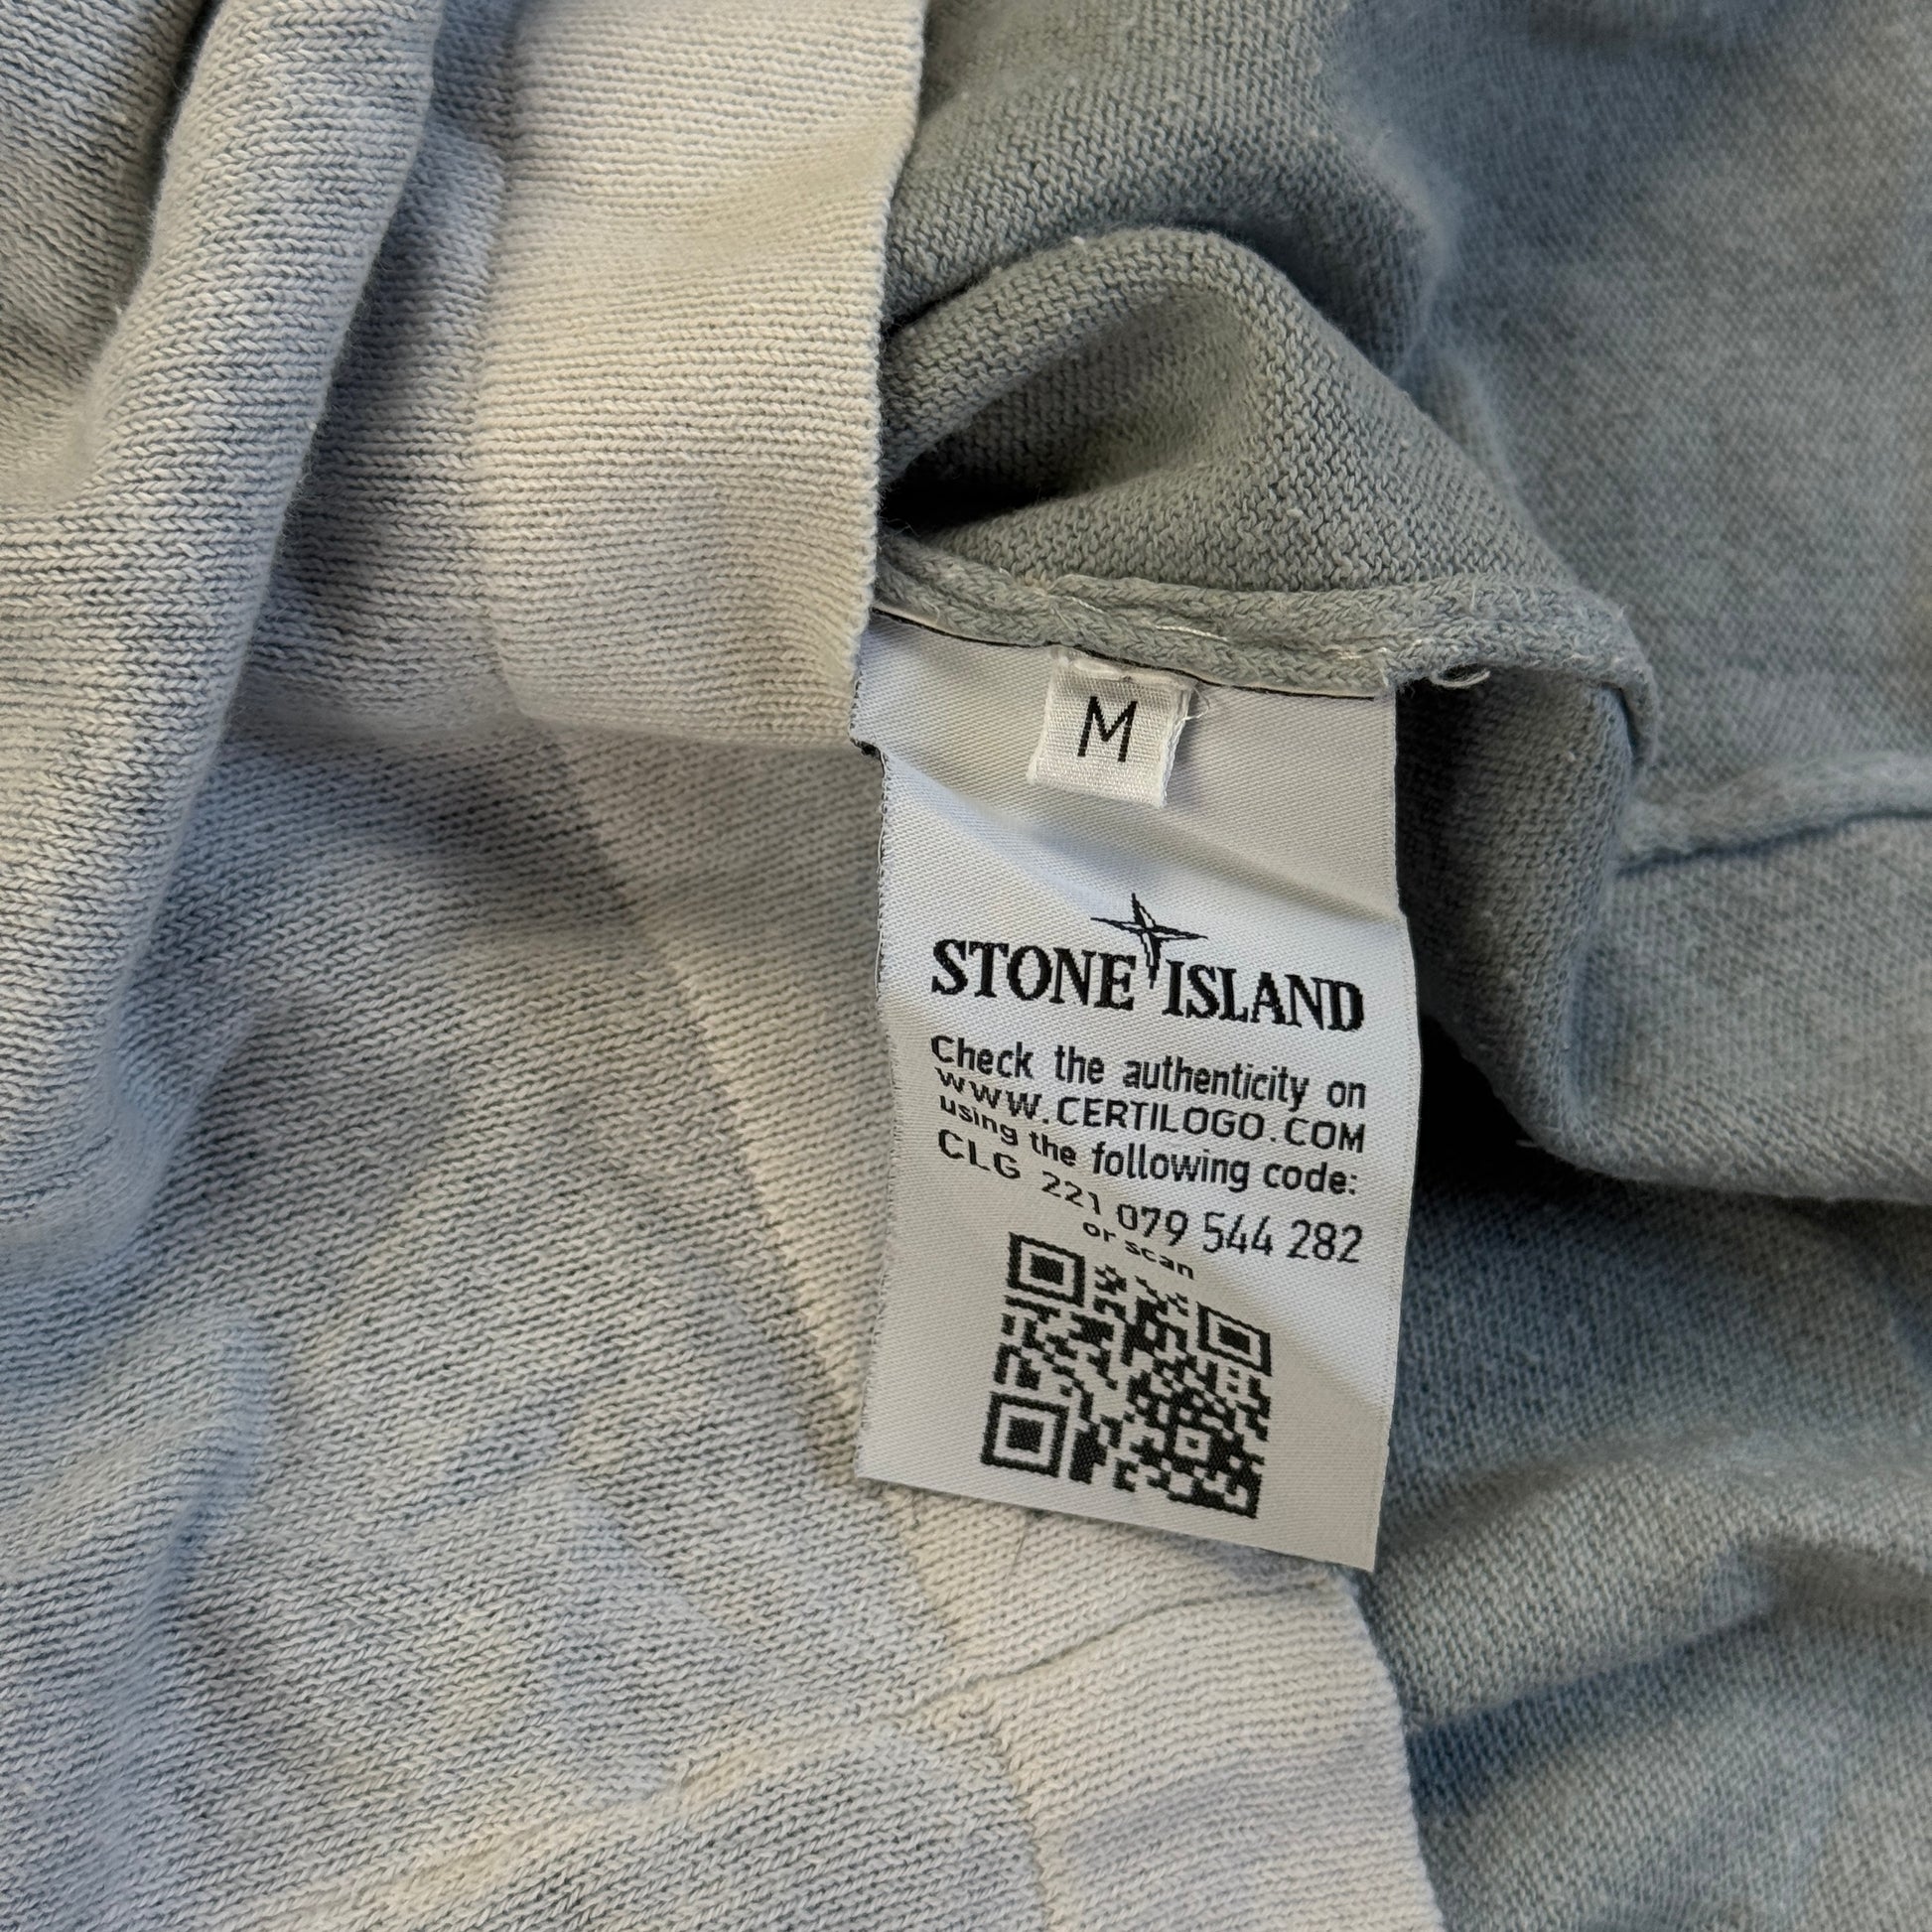 M
STONE ISLAND
Check the authenticity on
WWW.CERTILOGO.COM
using the following code:
CLG 221 079 544 282
or scan